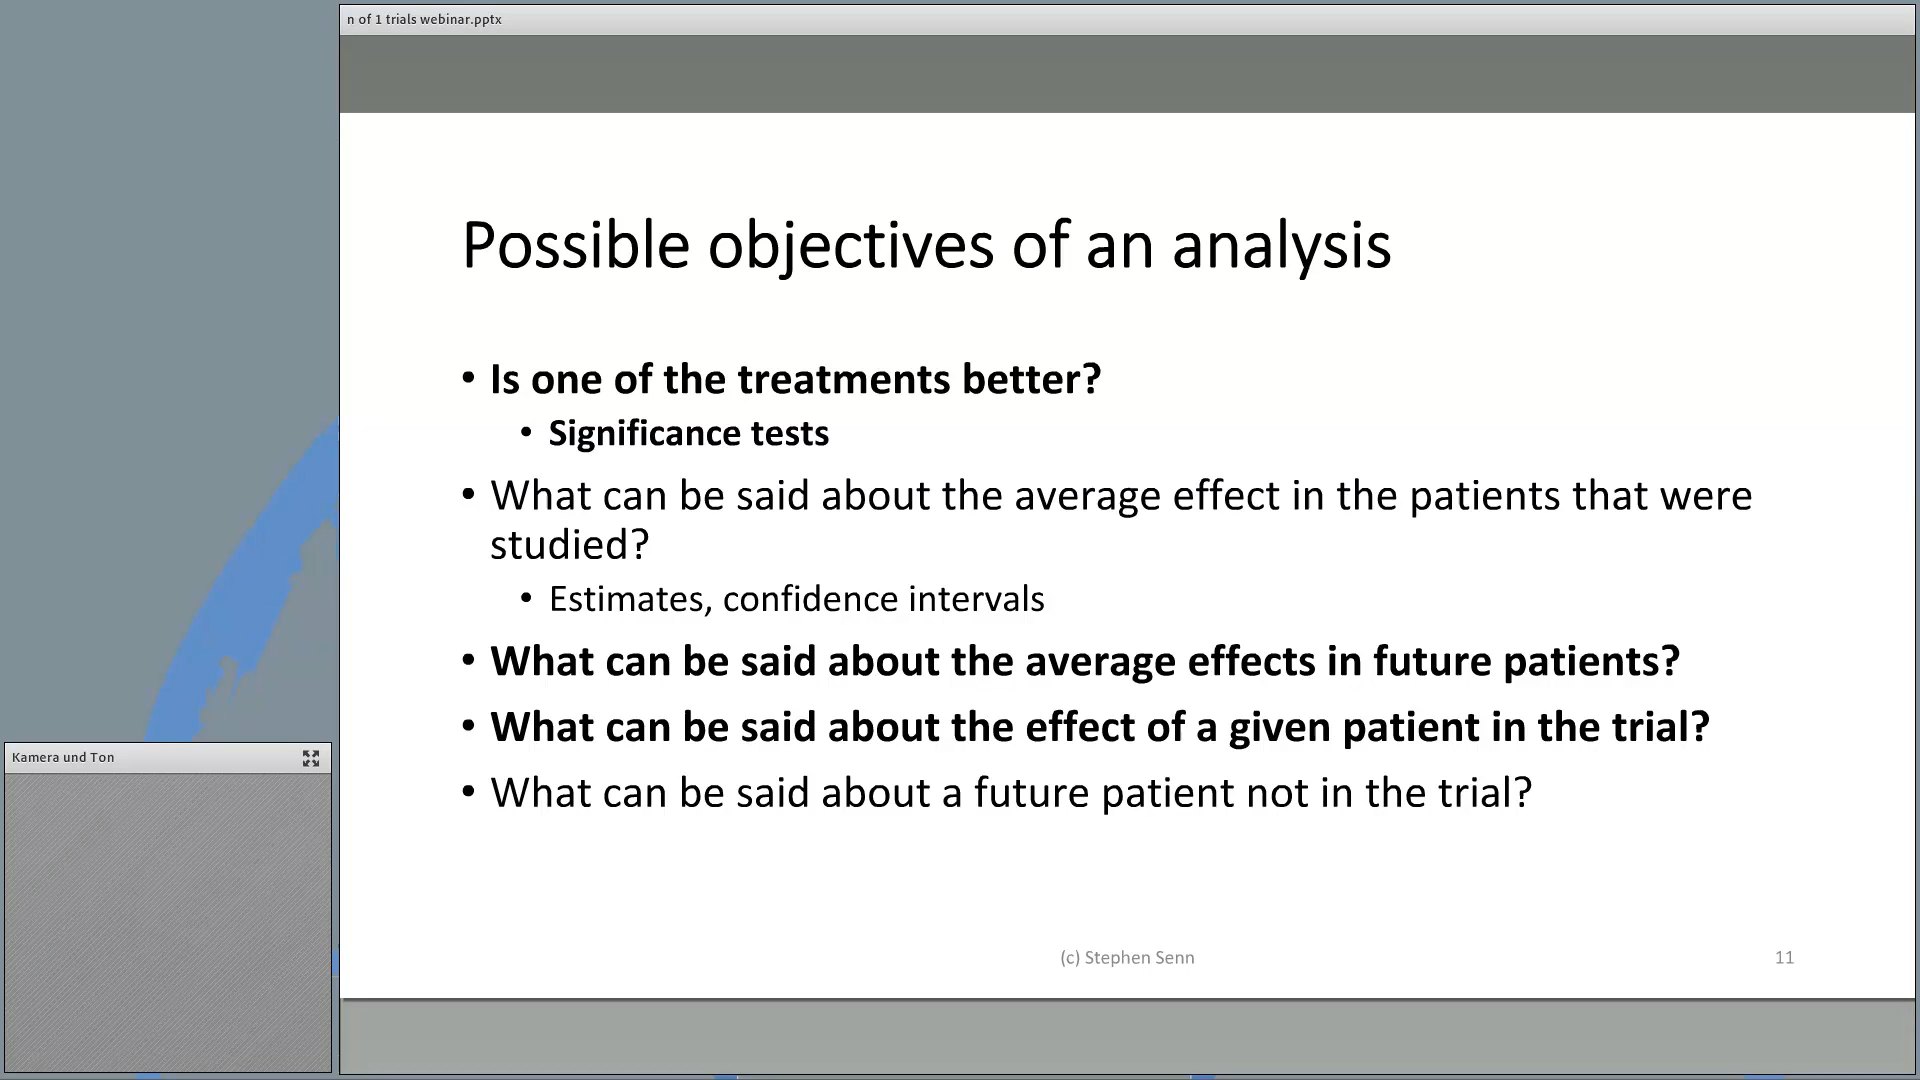 n of 1 trials webinar.pptx
Possible objectives of an analysis
• Is one of the treatments better?
• Significance tests
• What can be said about the average effect in the patients that were
studied?
• Estimates, confidence intervals
• What can be said about the average effects in future patients?
• What can be said about the effect of a given patient in the trial?
• What can be said about a future patient not in the trial?
(c) Stephen Senn
11
Kamera und Ton